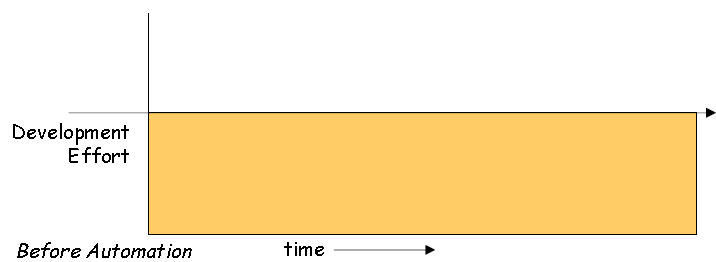 Development
Effort
Before Automation
time